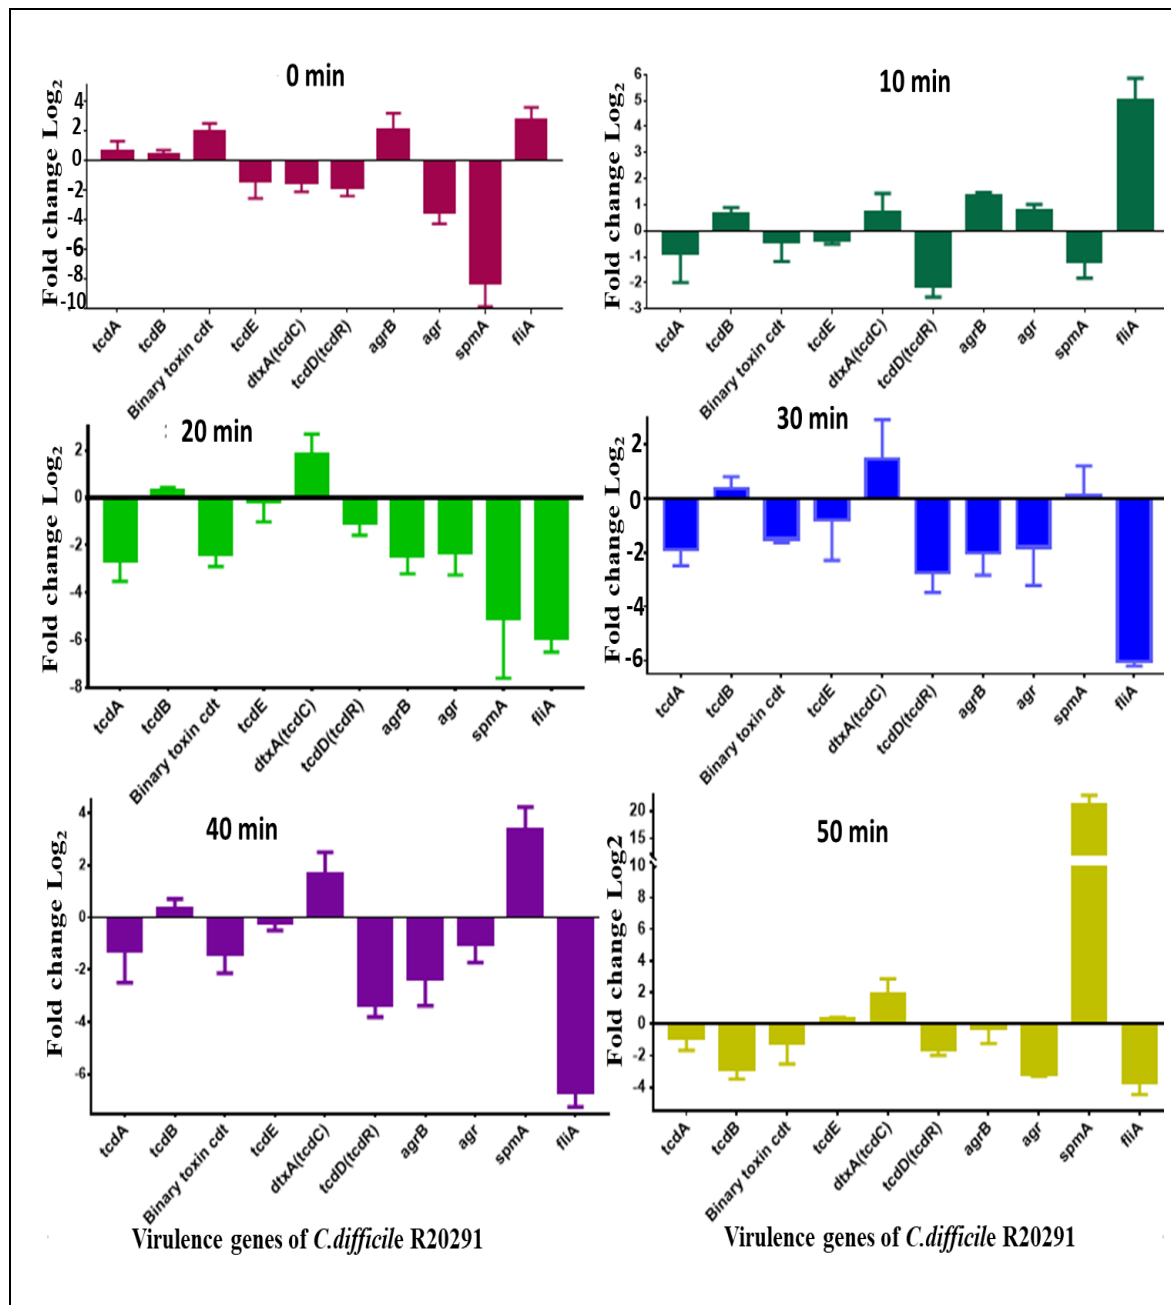 0 min
Fold change Log2
4
2
0
-2
-4
-6
-8
-10
tcdA
tcdB
Binary toxin cdt
tcdE
dtxA(tcdC)
tcdD(tcdR)
agrB
agr
spmA
fliA
10 min
Fold change Log2
6
5
4
3
2
1
0
-1
-2
-3
tcdA
tcdB
Binary toxin cdt
tcdE
dtxA(tcdC)
tcdD(tcdR)
agrB
agr
spmA
fliA
: 20 min
Fold change Log2
2
0
-2
-4
-6
-8
tcdA
tcdB
Binary toxin cdt
tcdE
dtxA(tcdC)
tcdD(tcdR)
agrB
agr
spmA
fliA
30 min
Fold change Log2
2
0
-2
-4
-6
tcdA
tcdB
Binary toxin cdt
tcdE
dtxA(tcdC)
tcdD(tcdR)
agrB
agr
spmA
fliA
40 min
Fold change Log2
4
2
0
-2
-4
-6
tcdA
tcdB
Binary toxin cdt
tcdE
dtxA(tcdC)
tcdD(tcdR)
agrB
agr
spmA
fliA
50 min
Fold change Log2
20
15
10
8
6
4
2
0
-2
-4
tcdA
tcdB
Binary toxin cdt
tcdE
dtxA(tcdC)
tcdD(tcdR)
agrB
agr
spmA
fliA
Virulence genes of C.difficile R20291
Virulence genes of C.difficile R20291